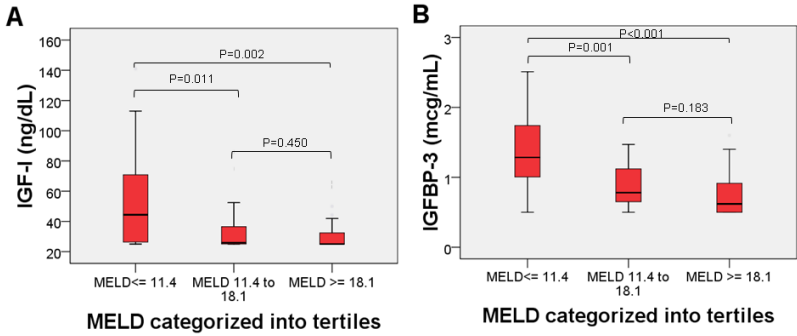 A
IGF-I (ng/dL)
160
140
120
100
80
60
40
20
P=0.002
P=0.011
P=0.450
MELD<= 11.4
MELD 11.4 to
18.1
MELD >= 18.1
MELD categorized into tertiles
B
IGFBP-3 (mcg/mL)
3
2
1
0
P<0.001
P=0.001
P=0.183
MELD<= 11.4
MELD 11.4 to
18.1
MELD >= 18.1
MELD categorized into tertiles